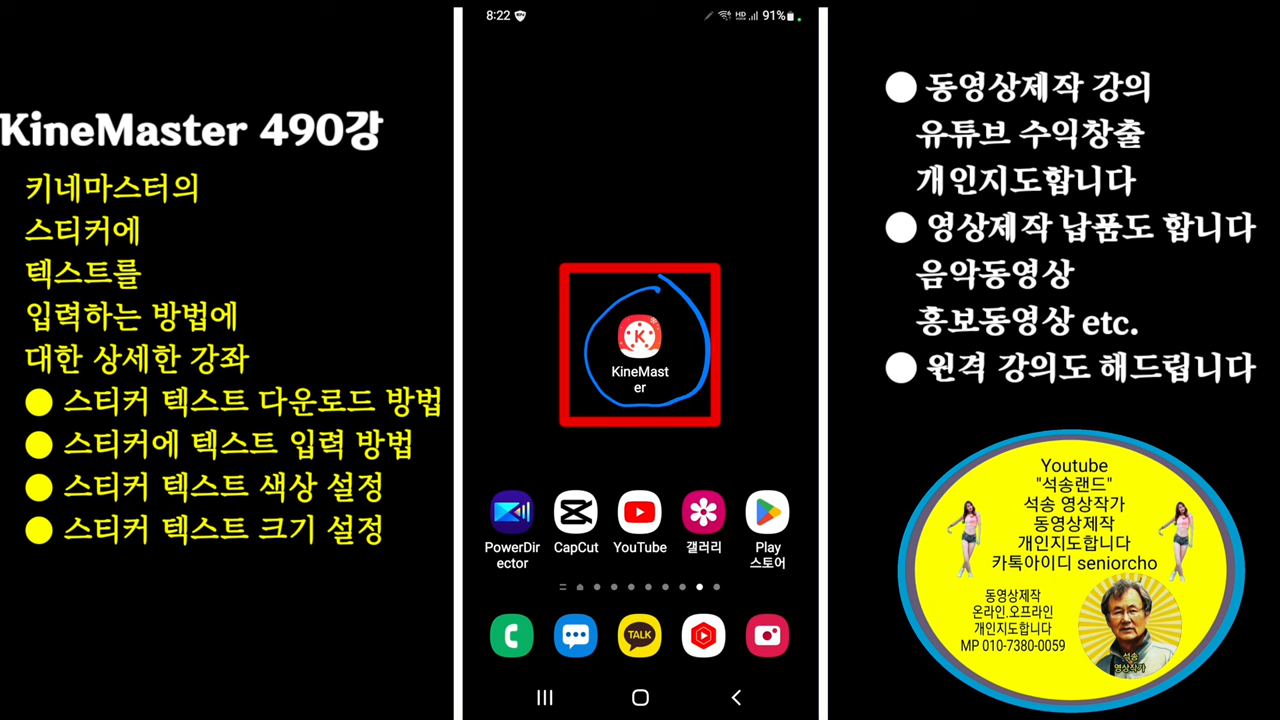 KineMaster 490강
키네마스터의
스티커에
텍스트를
입력하는 방법에
대한 상세한 강좌
● 스티커 텍스트 다운로드 방법
● 스티커에 텍스트 입력 방법
● 스티커 텍스트 색상 설정
● 스티커 텍스트 크기 설정
8:22
HD
91%
K
KineMast
er
PowerDir
ector
CapCut
YouTube
갤러리
Play
스토어
TALK
● 동영상제작 강의
유튜브 수익창출
개인지도합니다
● 영상제작 납품도 합니다
음악동영상
홍보동영상 etc.
● 원격 강의도 해드립니다
Youtube
"석송랜드"
석송 영상작가
동영상제작
개인지도합니다
카톡아이디 seniorcho
동영상제작
온라인.오프라인
개인지도합니다
MP 010-7380-0059
석송
영상작가